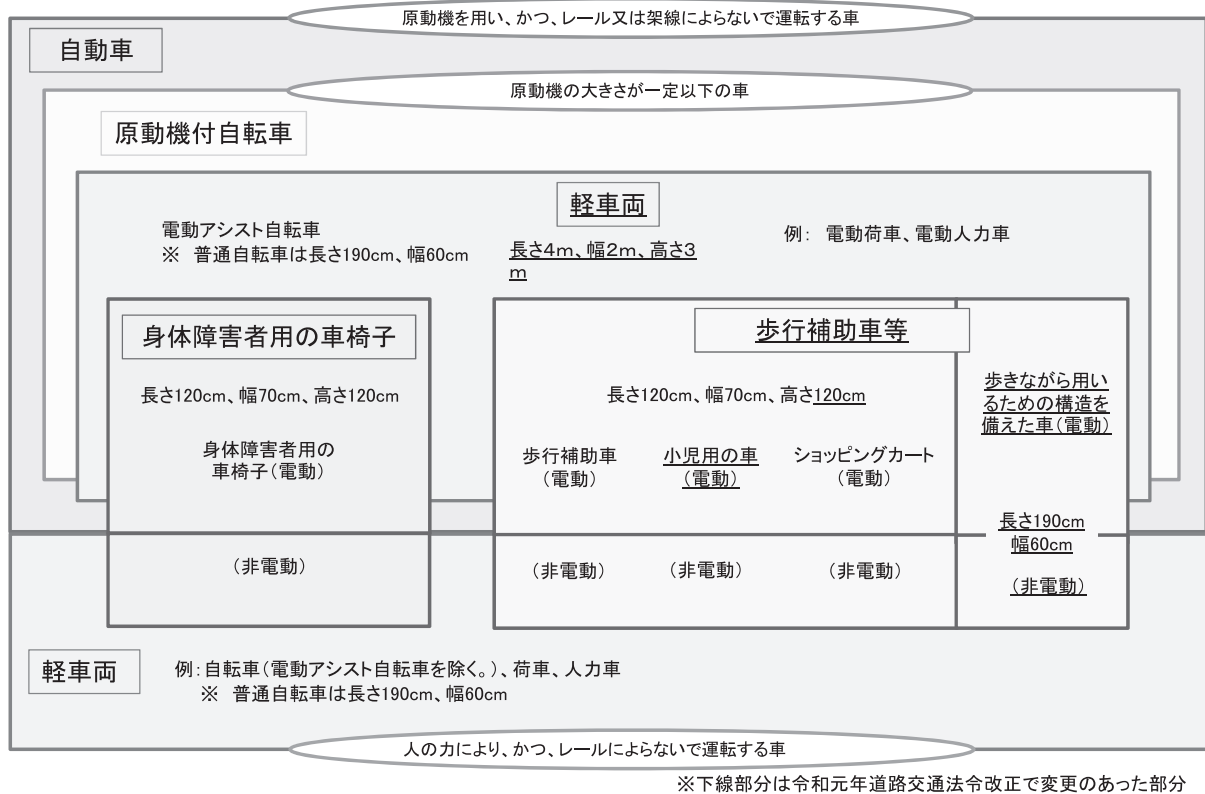 原動機を用い、かつ、レール又は架線によらないで運転する車
自動車
原動機の大きさが一定以下の車
原動機付自転車
軽車両
電動アシスト自転車
※　普通自転車は長さ190cm、幅60cm
長さ4m、幅2m、高さ3
m
例：　電動荷車、電動人力車
身体障害者用の車椅子
長さ120cm、幅70cm、高さ120cm
身体障害者用の
車椅子（電動）
（非電動）
歩行補助車等
長さ120cm、幅70cm、高さ120cm
歩行補助車
（電動）
小児用の車
（電動）
ショッピングカート
（電動）
（非電動）
（非電動）
（非電動）
歩きながら用い
るための構造を
備えた車（電動）
長さ190cm
幅60cm
（非電動）
軽車両
例：自転車（電動アシスト自転車を除く。）、荷車、人力車
※　普通自転車は長さ190cm、幅60cm
人の力により、かつ、レールによらないで運転する車
※下線部分は令和元年道路交通法令改正で変更のあった部分